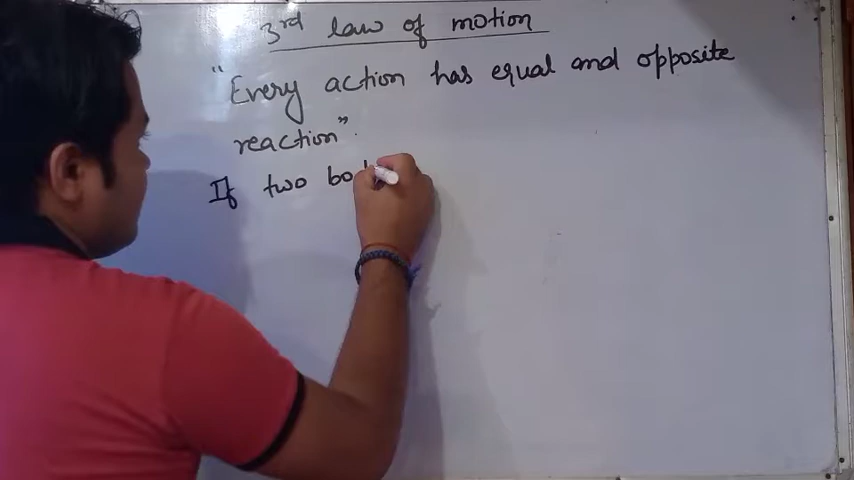 3rd law of motion
"Every action has equal and opposite
reaction".
If two bo